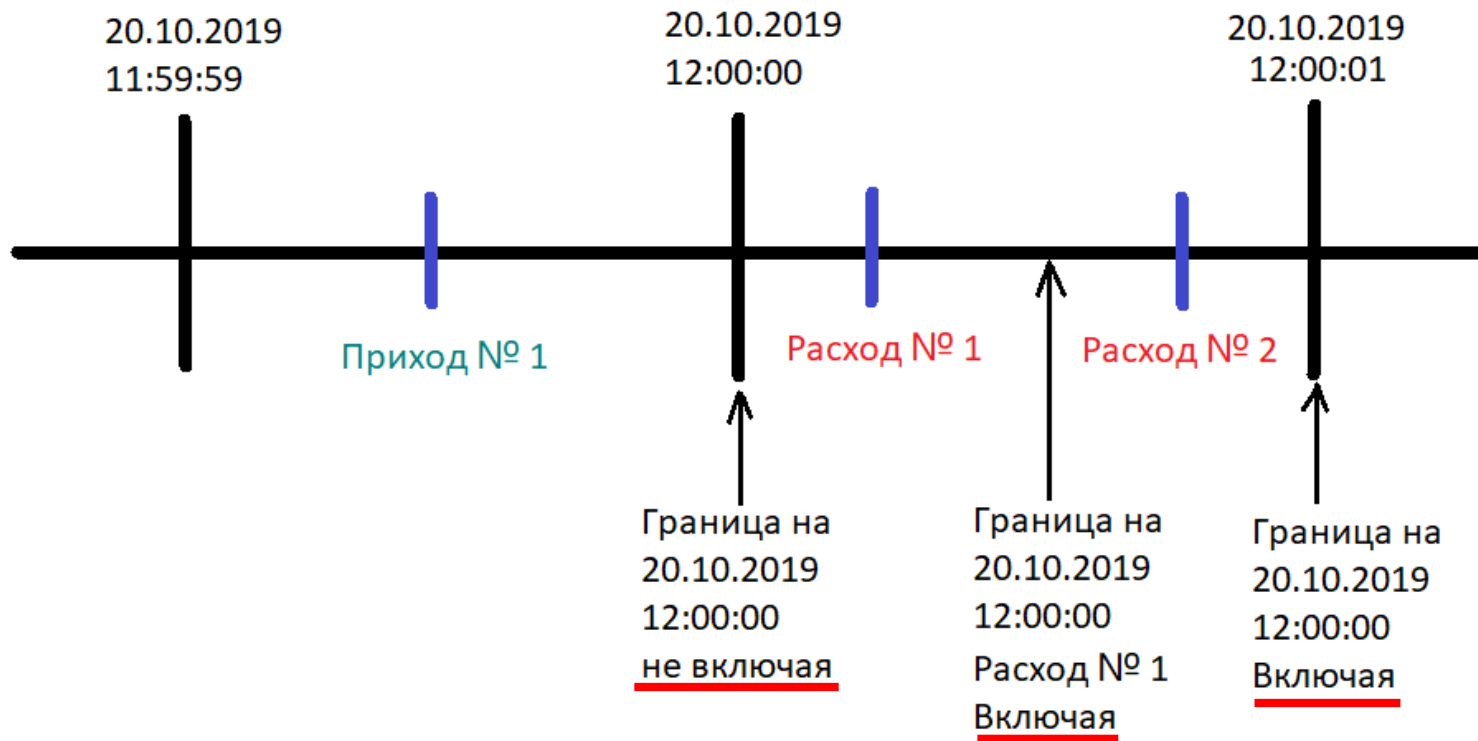 20.10.2019
11:59:59
20.10.2019
12:00:00
20.10.2019
12:00:01
Приход № 1
Расход № 1
Расход № 2
Граница на
20.10.2019
12:00:00
не включая
Граница на
20.10.2019
12:00:00
Расход № 1
Включая
Граница на
20.10.2019
12:00:00
Включая